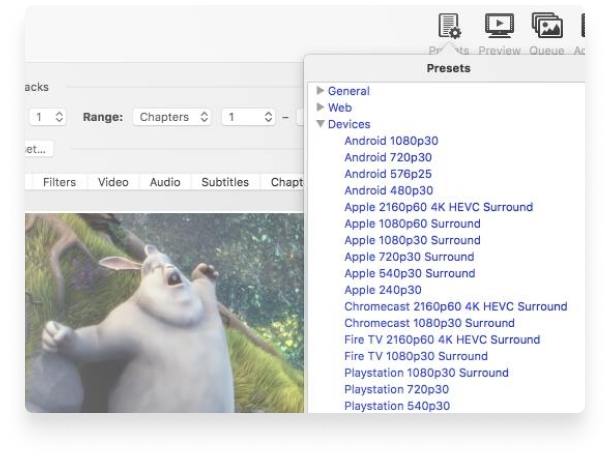 Presets Preview Queue
Presets
acks
1 Range: Chapters 1 –
et...
Filters Video Audio Subtitles Chapt
General
Web
Devices
Android 1080p30
Android 720p30
Android 576p25
Android 480p30
Apple 2160p60 4K HEVC Surround
Apple 1080p60 Surround
Apple 1080p30 Surround
Apple 720p30 Surround
Apple 540p30 Surround
Apple 240p30
Chromecast 2160p60 4K HEVC Surround
Chromecast 1080p30 Surround
Fire TV 2160p60 4K HEVC Surround
Fire TV 1080p30 Surround
Playstation 1080p30 Surround
Playstation 720p30
Playstation 540p30